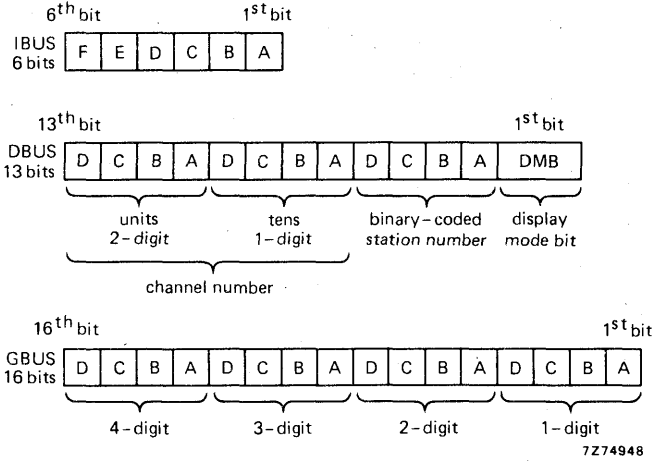 6th bit 1st bit
IBUS 6 bits F E D C B A
13th bit 1st bit
DBUS 13 bits D C B A D C B A D C B A DMB
units 2-digit tens 1-digit binary-coded station number display mode bit
channel number
16th bit 1st bit
GBUS 16 bits D C B A D C B A D C B A D C B A
4-digit 3-digit 2-digit 1-digit
7Z74948